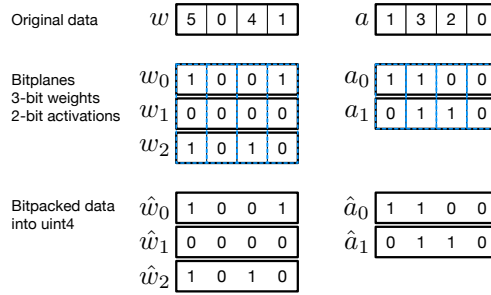 Original data w 5 0 4 1 a 1 3 2 0
Bitplanes w₀ 1 0 0 1 a₀ 1 1 0 0
3-bit weights w₁ 0 0 0 0 a₁ 0 1 1 0
2-bit activations
w₂ 1 0 1 0
Bitpacked data ŵ₀ 1 0 0 1 â₀ 1 1 0 0
into uint4 ŵ₁ 0 0 0 0 â₁ 0 1 1 0
ŵ₂ 1 0 1 0